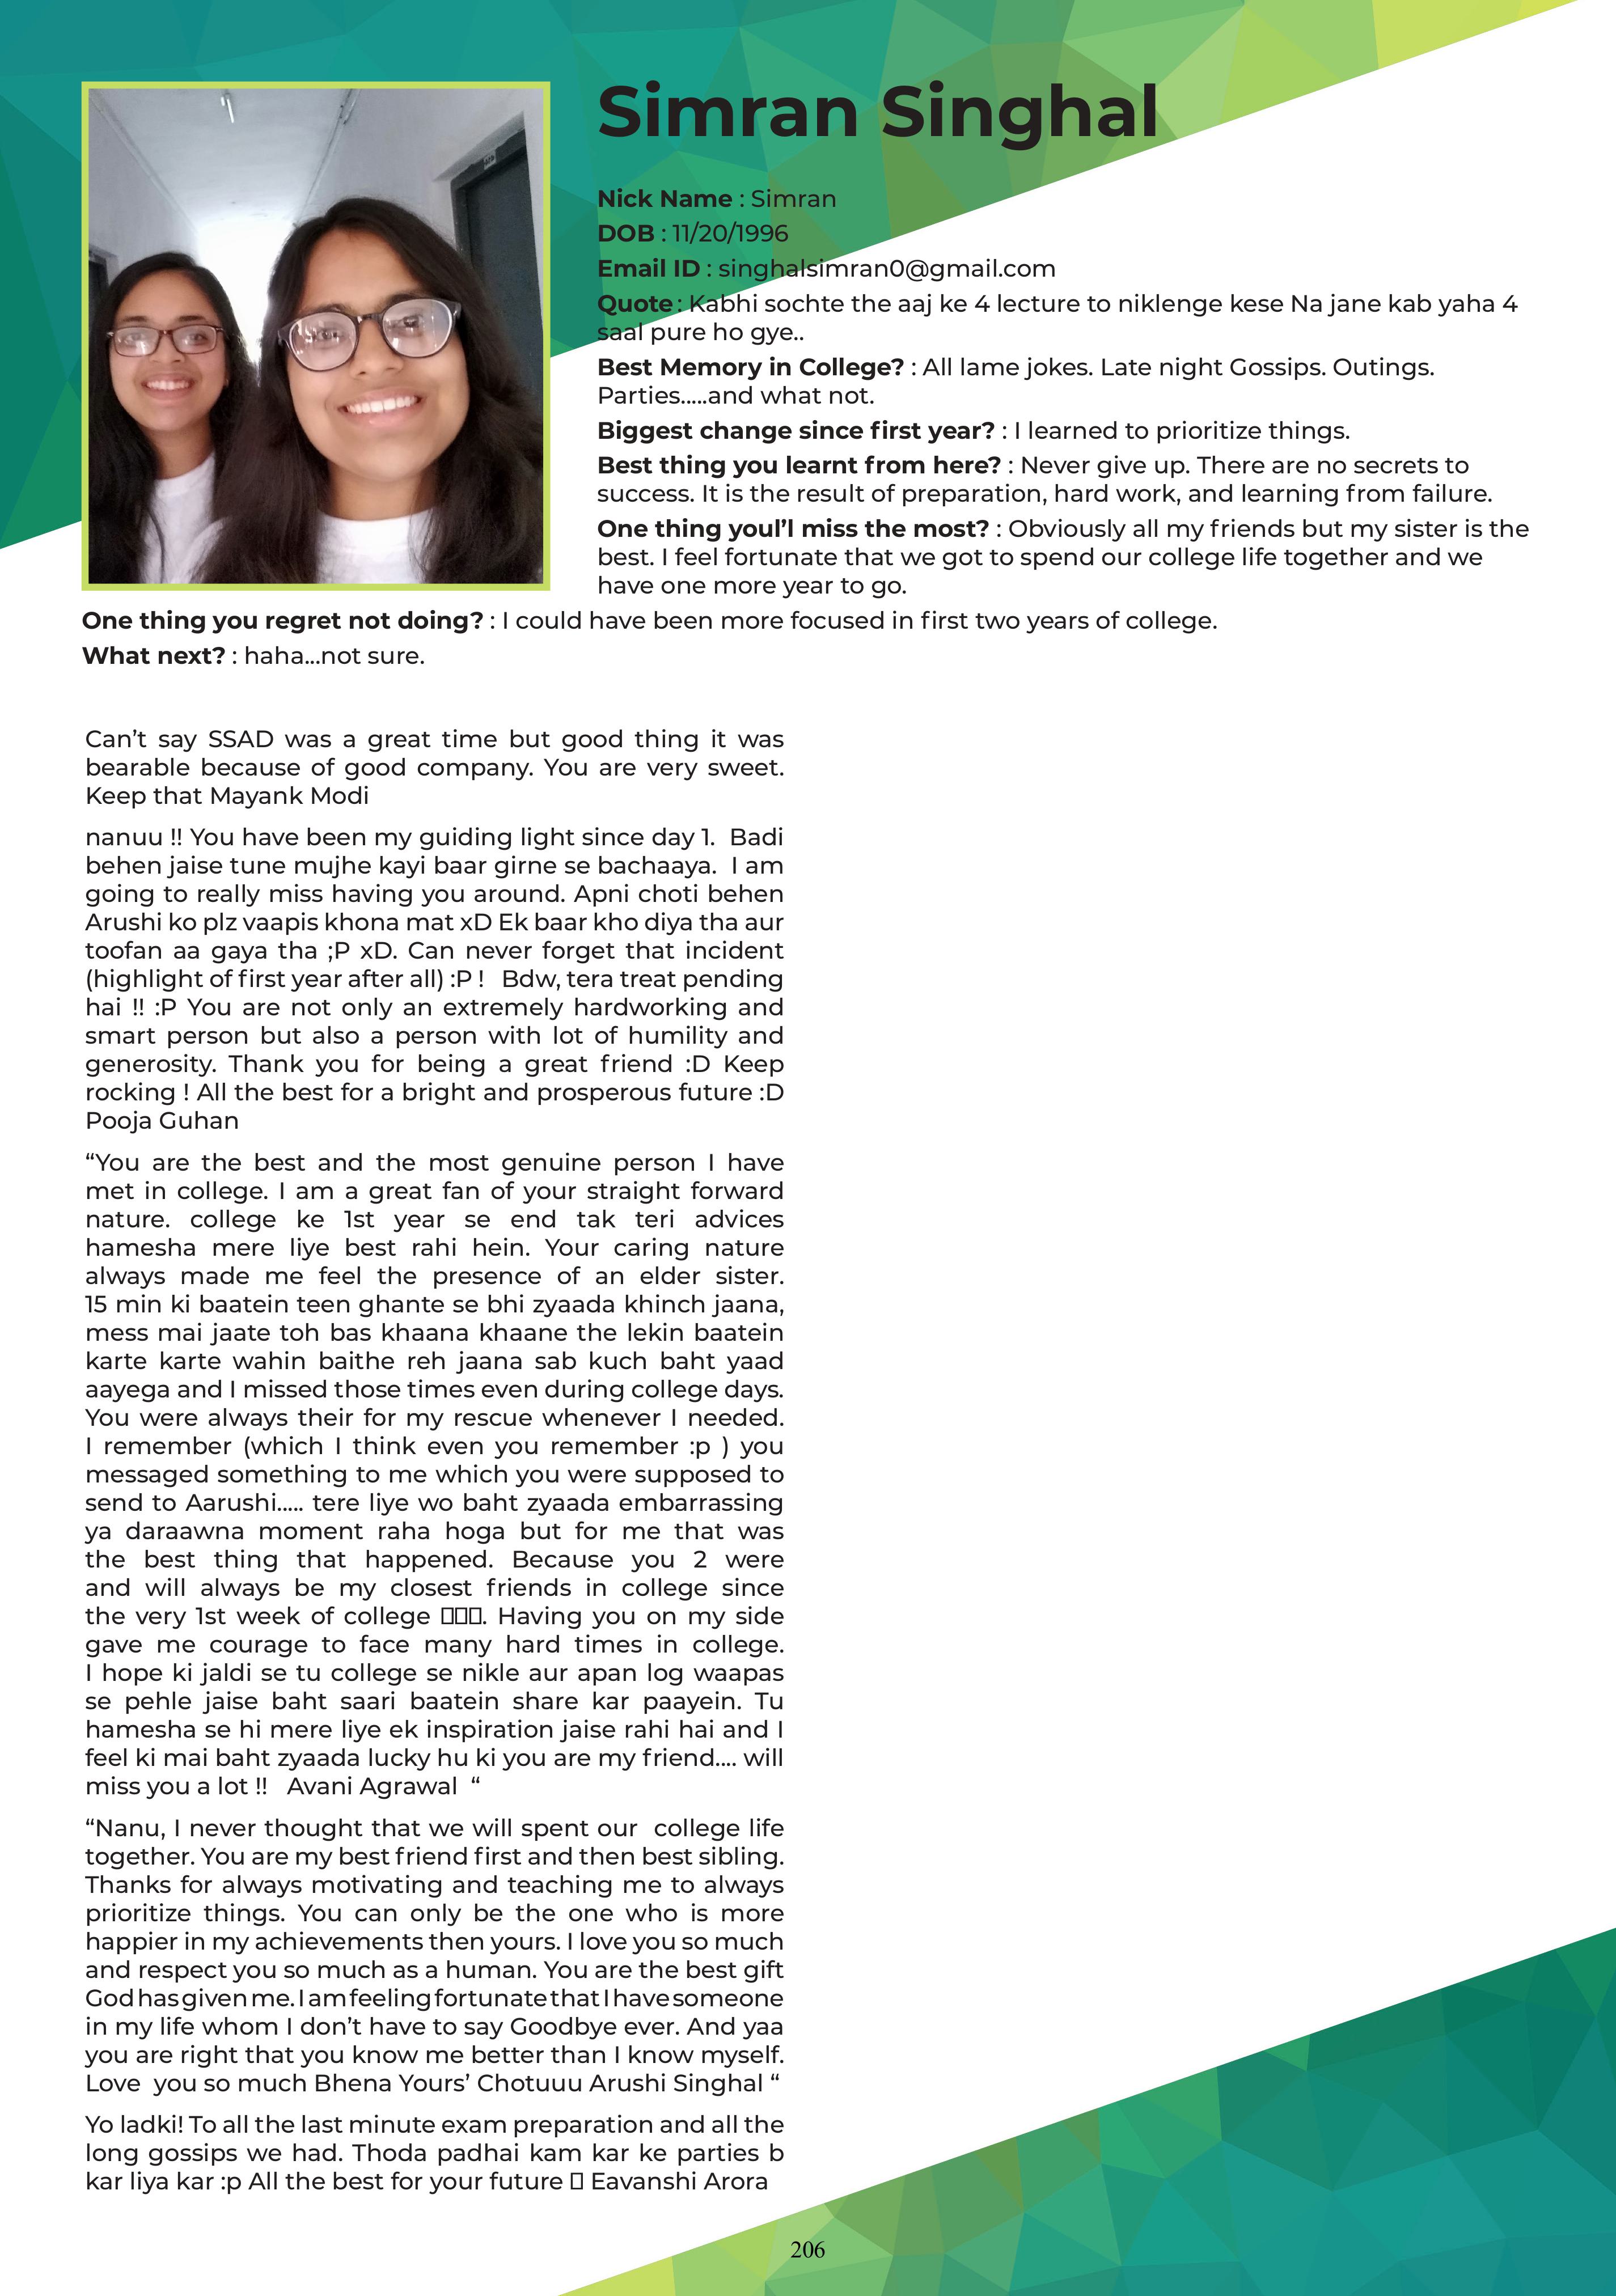 Simran Singhal
Nick Name : Simran
DOB : 11/20/1996
Email ID : singhalsimran0@gmail.com
Quote : Kabhi sochte the aaj ke 4 lecture to niklenge kese Na jane kab yaha 4
saal pure ho gye..
Best Memory in College? : All lame jokes. Late night Gossips. Outings.
Parties.....and what not.
Biggest change since first year? : I learned to prioritize things.
Best thing you learnt from here? : Never give up. There are no secrets to
success. It is the result of preparation, hard work, and learning from failure.
One thing youl’l miss the most? : Obviously all my friends but my sister is the
best. I feel fortunate that we got to spend our college life together and we
have one more year to go.
One thing you regret not doing? : I could have been more focused in first two years of college.
What next? : haha...not sure.
Can’t say SSAD was a great time but good thing it was
bearable because of good company. You are very sweet.
Keep that Mayank Modi
nanuu !! You have been my guiding light since day 1.  Badi
behen jaise tune mujhe kayi baar girne se bachaaya.  I am
going to really miss having you around. Apni choti behen
Arushi ko plz vaapis khona mat xD Ek baar kho diya tha aur
toofan aa gaya tha ;P xD. Can never forget that incident
(highlight of first year after all) :P !   Bdw, tera treat pending
hai !! :P You are not only an extremely hardworking and
smart person but also a person with lot of humility and
generosity. Thank you for being a great friend :D Keep
rocking ! All the best for a bright and prosperous future :D
Pooja Guhan
“You are the best and the most genuine person I have
met in college. I am a great fan of your straight forward
nature. college ke 1st year se end tak teri advices
hamesha mere liye best rahi hein. Your caring nature
always made me feel the presence of an elder sister.
15 min ki baatein teen ghante se bhi zyaada khinch jaana,
mess mai jaate toh bas khaana khaane the lekin baatein
karte karte wahin baithe reh jaana sab kuch baht yaad
aayega and I missed those times even during college days.
You were always their for my rescue whenever I needed.
I remember (which I think even you remember :p ) you
messaged something to me which you were supposed to
send to Aarushi..... tere liye wo baht zyaada embarrassing
ya daraawna moment raha hoga but for me that was
the best thing that happened. Because you 2 were
and will always be my closest friends in college since
the very 1st week of college □□□. Having you on my side
gave me courage to face many hard times in college.
I hope ki jaldi se tu college se nikle aur apan log waapas
se pehle jaise baht saari baatein share kar paayein. Tu
hamesha se hi mere liye ek inspiration jaise rahi hai and I
feel ki mai baht zyaada lucky hu ki you are my friend.... will
miss you a lot !!   Avani Agrawal  “
“Nanu, I never thought that we will spent our  college life
together. You are my best friend first and then best sibling.
Thanks for always motivating and teaching me to always
prioritize things. You can only be the one who is more
happier in my achievements then yours. I love you so much
and respect you so much as a human. You are the best gift
God has given me. I am feeling fortunate that I have someone
in my life whom I don’t have to say Goodbye ever. And yaa
you are right that you know me better than I know myself.
Love  you so much Bhena Yours’ Chotuuu Arushi Singhal “
Yo ladki! To all the last minute exam preparation and all the
long gossips we had. Thoda padhai kam kar ke parties b
kar liya kar :p All the best for your future □ Eavanshi Arora
206